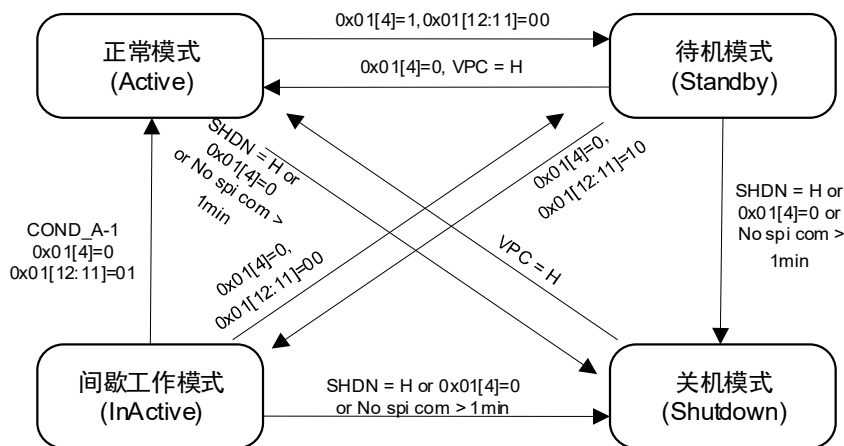 0x01[4]=1,0x01[12:11]=00
正常模式
(Active)
待机模式
(Standby)
0x01[4]=0, VPC = H
SHDN = H or
0x01[4]=0
or No spi com >
1min
0x01[4]=0,
0x01[12:11]=10
SHDN = H or
0x01[4]=0 or
No spi com >
1min
COND_A-1
0x01[4]=0
0x01[12:11]=01
0x01[4]=0,
0x01[12:11]=00
VPC = H
间歇工作模式
(InActive)
SHDN = H or 0x01[4]=0
or No spi com > 1min
关机模式
(Shutdown)